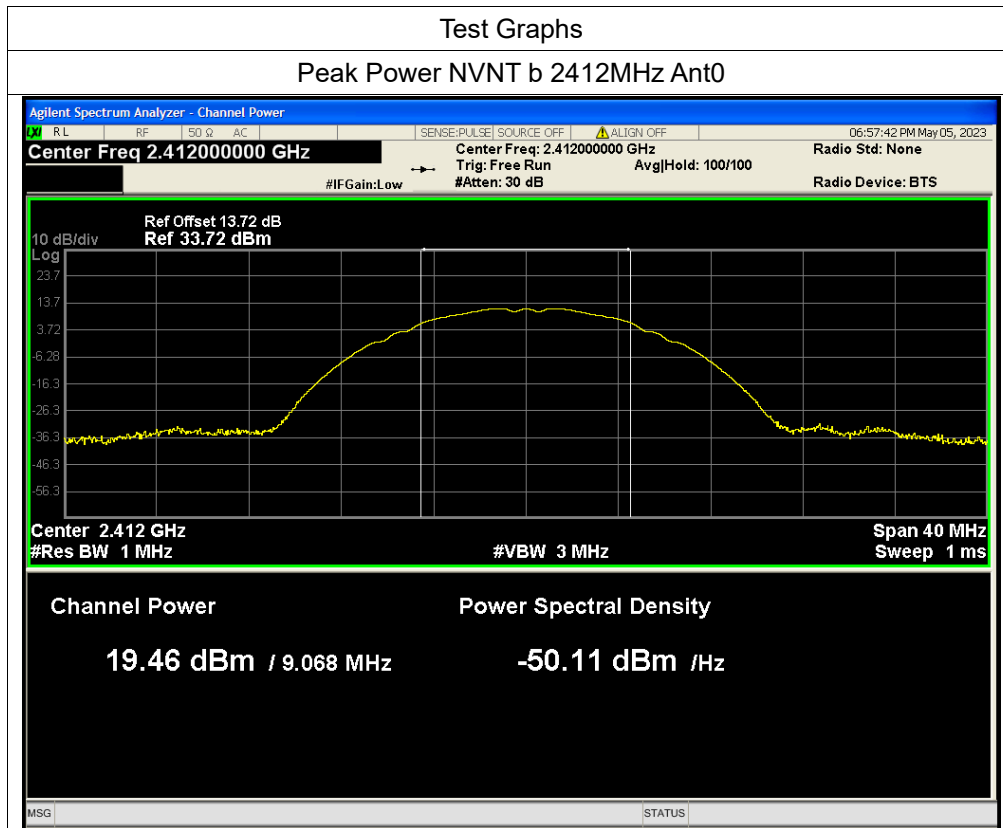 Test Graphs
Peak Power NVNT b 2412MHz Ant0
Agilent Spectrum Analyzer - Channel Power
LXI RL RF 50 Ω AC SENSE:PULSE SOURCE OFF ALIGN OFF 06:57:42 PM May 05, 2023
Center Freq 2.412000000 GHz Center Freq: 2.412000000 GHz Radio Std: None
Trig: Free Run Avg|Hold: 100/100
#IFGain:Low #Atten: 30 dB Radio Device: BTS
Ref Offset 13.72 dB
10 dB/div Ref 33.72 dBm
Log
23.7
13.7
3.72
-6.28
-16.3
-26.3
-36.3
-46.3
-56.3
Center 2.412 GHz Span 40 MHz
#Res BW 1 MHz #VBW 3 MHz Sweep 1 ms
Channel Power Power Spectral Density
19.46 dBm / 9.068 MHz -50.11 dBm /Hz
MSG STATUS